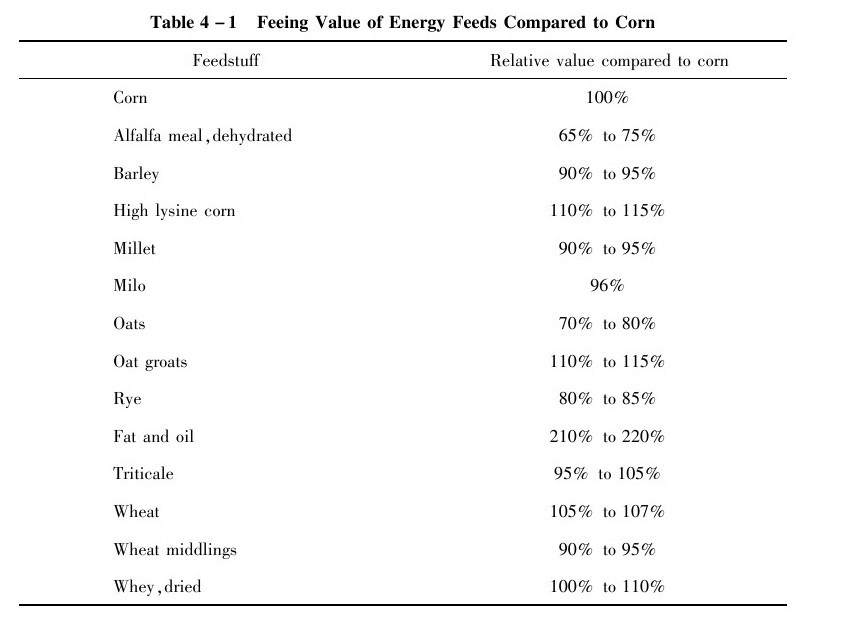 Table 4-1 Feeing Value of Energy Feeds Compared to Corn
Feedstuff Relative value compared to corn
Corn 100%
Alfalfa meal,dehydrated 65% to 75%
Barley 90% to 95%
High lysine corn 110% to 115%
Millet 90% to 95%
Milo 96%
Oats 70% to 80%
Oat groats 110% to 115%
Rye 80% to 85%
Fat and oil 210% to 220%
Triticale 95% to 105%
Wheat 105% to 107%
Wheat middlings 90% to 95%
Whey,dried 100% to 110%